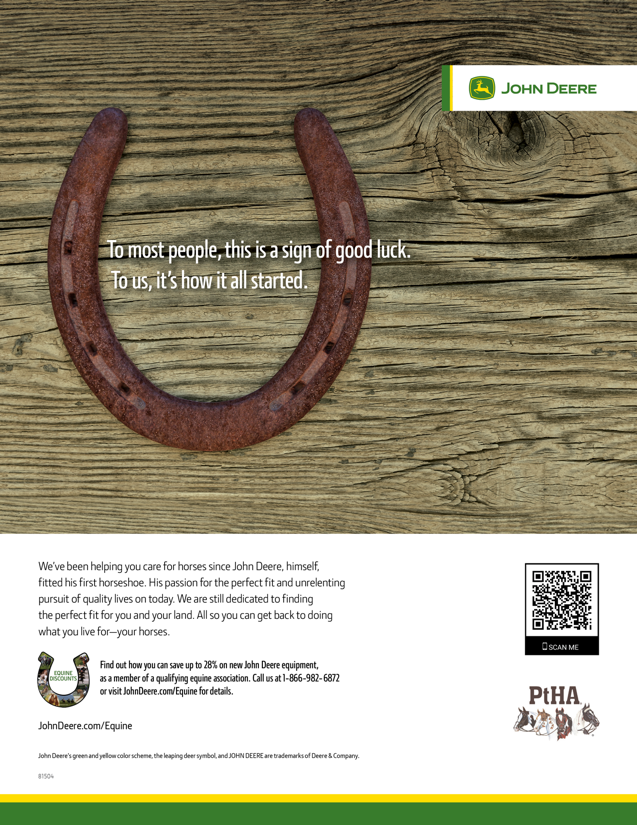 JOHN DEERE
To most people, this is a sign of good luck.
To us, it's how it all started.
We've been helping you care for horses since John Deere, himself,
fitted his first horseshoe. His passion for the perfect fit and unrelenting
pursuit of quality lives on today. We are still dedicated to finding
the perfect fit for you and your land. All so you can get back to doing
what you live for—your horses.
SCAN ME
EQUINE
DISCOUNTS
Find out how you can save up to 28% on new John Deere equipment,
as a member of a qualifying equine association. Call us at 1-866-982-6872
or visit JohnDeere.com/Equine for details.
PtHA
JohnDeere.com/Equine
John Deere's green and yellow color scheme, the leaping deer symbol, and JOHN DEERE are trademarks of Deere & Company.
81504